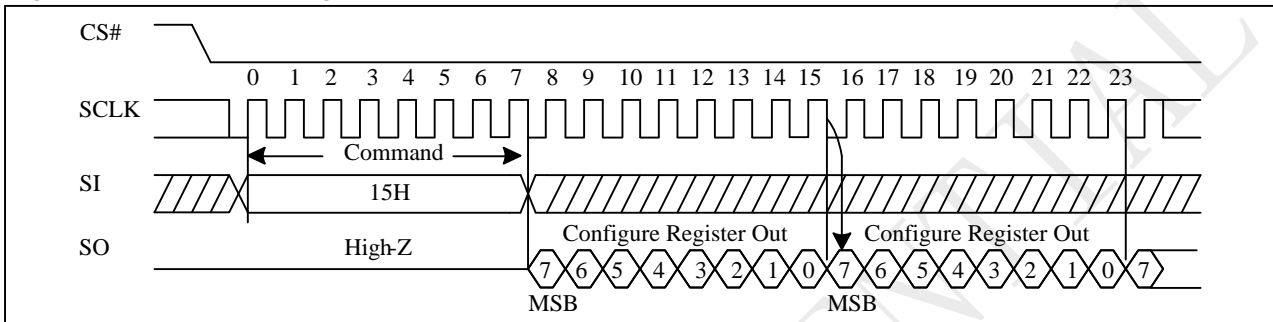 CS#
0 1 2 3 4 5 6 7 8 9 10 11 12 13 14 15 16 17 18 19 20 21 22 23
SCLK
Command
SI
15H
SO
High-Z
Configure Register Out
Configure Register Out
7 6 5 4 3 2 1 0 7 6 5 4 3 2 1 0 7
MSB
MSB